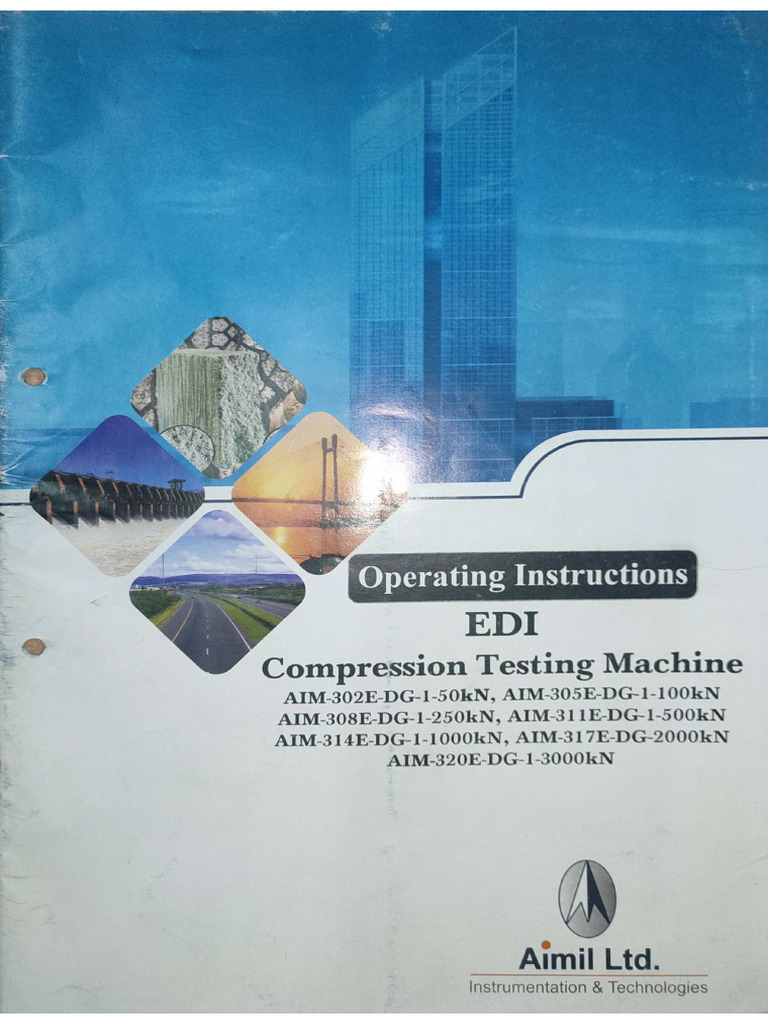 Operating Instructions
EDI
Compression Testing Machine
AIM-302E-DG-1-50kN, AIM-305E-DG-1-100kN
AIM-308E-DG-1-250kN, AIM-311E-DG-1-500kN
AIM-314E-DG-1-1000kN, AIM-317E-DG-2000kN
AIM-320E-DG-1-3000kN
Aimil Ltd.
Instrumentation & Technologies